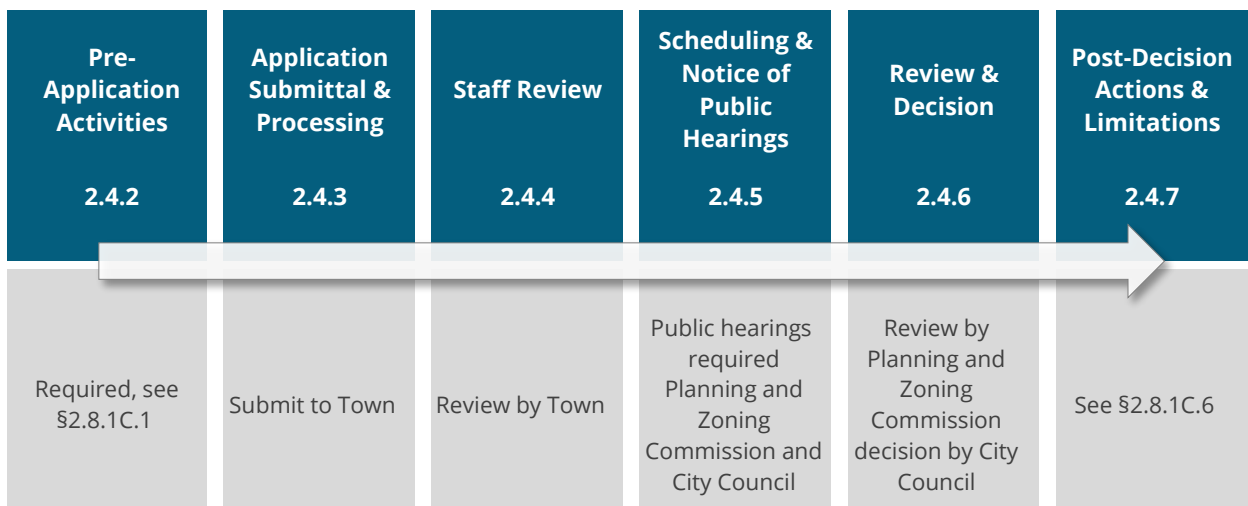 Pre-
Application
Activities
2.4.2
Application
Submittal &
Processing
2.4.3
Staff Review
2.4.4
Scheduling &
Notice of
Public
Hearings
2.4.5
Review &
Decision
2.4.6
Post-Decision
Actions &
Limitations
2.4.7
Required, see
§2.8.1C.1
Submit to Town
Review by Town
Public hearings
required
Planning and
Zoning
Commission and
City Council
Review by
Planning and
Zoning
Commission
decision by City
Council
See §2.8.1C.6